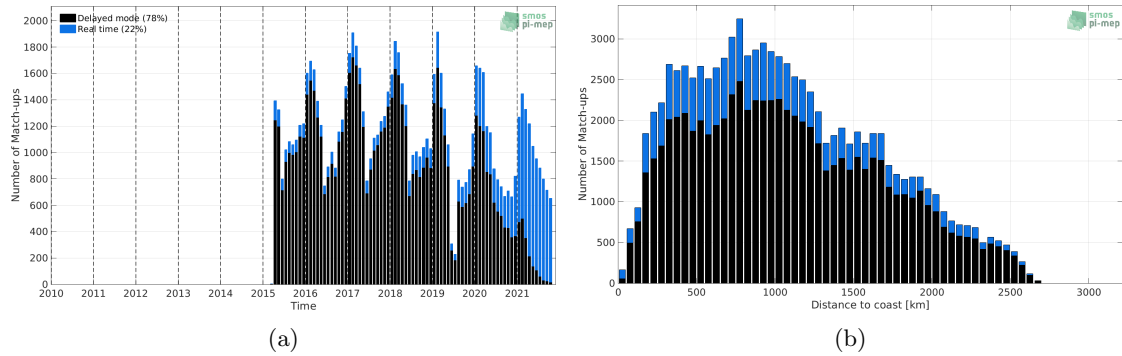 Delayed mode (78%)
Real time (22%)
smos
pi-mep
Number of Match-ups
2000
1800
1600
1400
1200
1000
800
600
400
200
0
2010 2011 2012 2013 2014 2015 2016 2017 2018 2019 2020 2021
Time
(a)
smos
pi-mep
Number of Match-ups
3000
2500
2000
1500
1000
500
0
0 500 1000 1500 2000 2500 3000
Distance to coast [km]
(b)